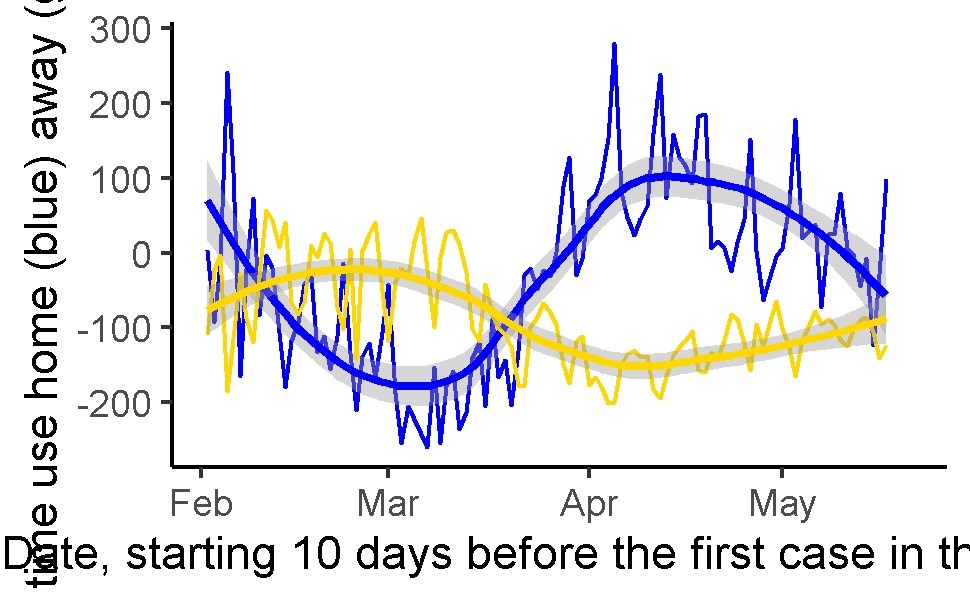 time use home (blue) away (
300
200
100
0
-100
-200
Feb Mar Apr May
Date, starting 10 days before the first case in th